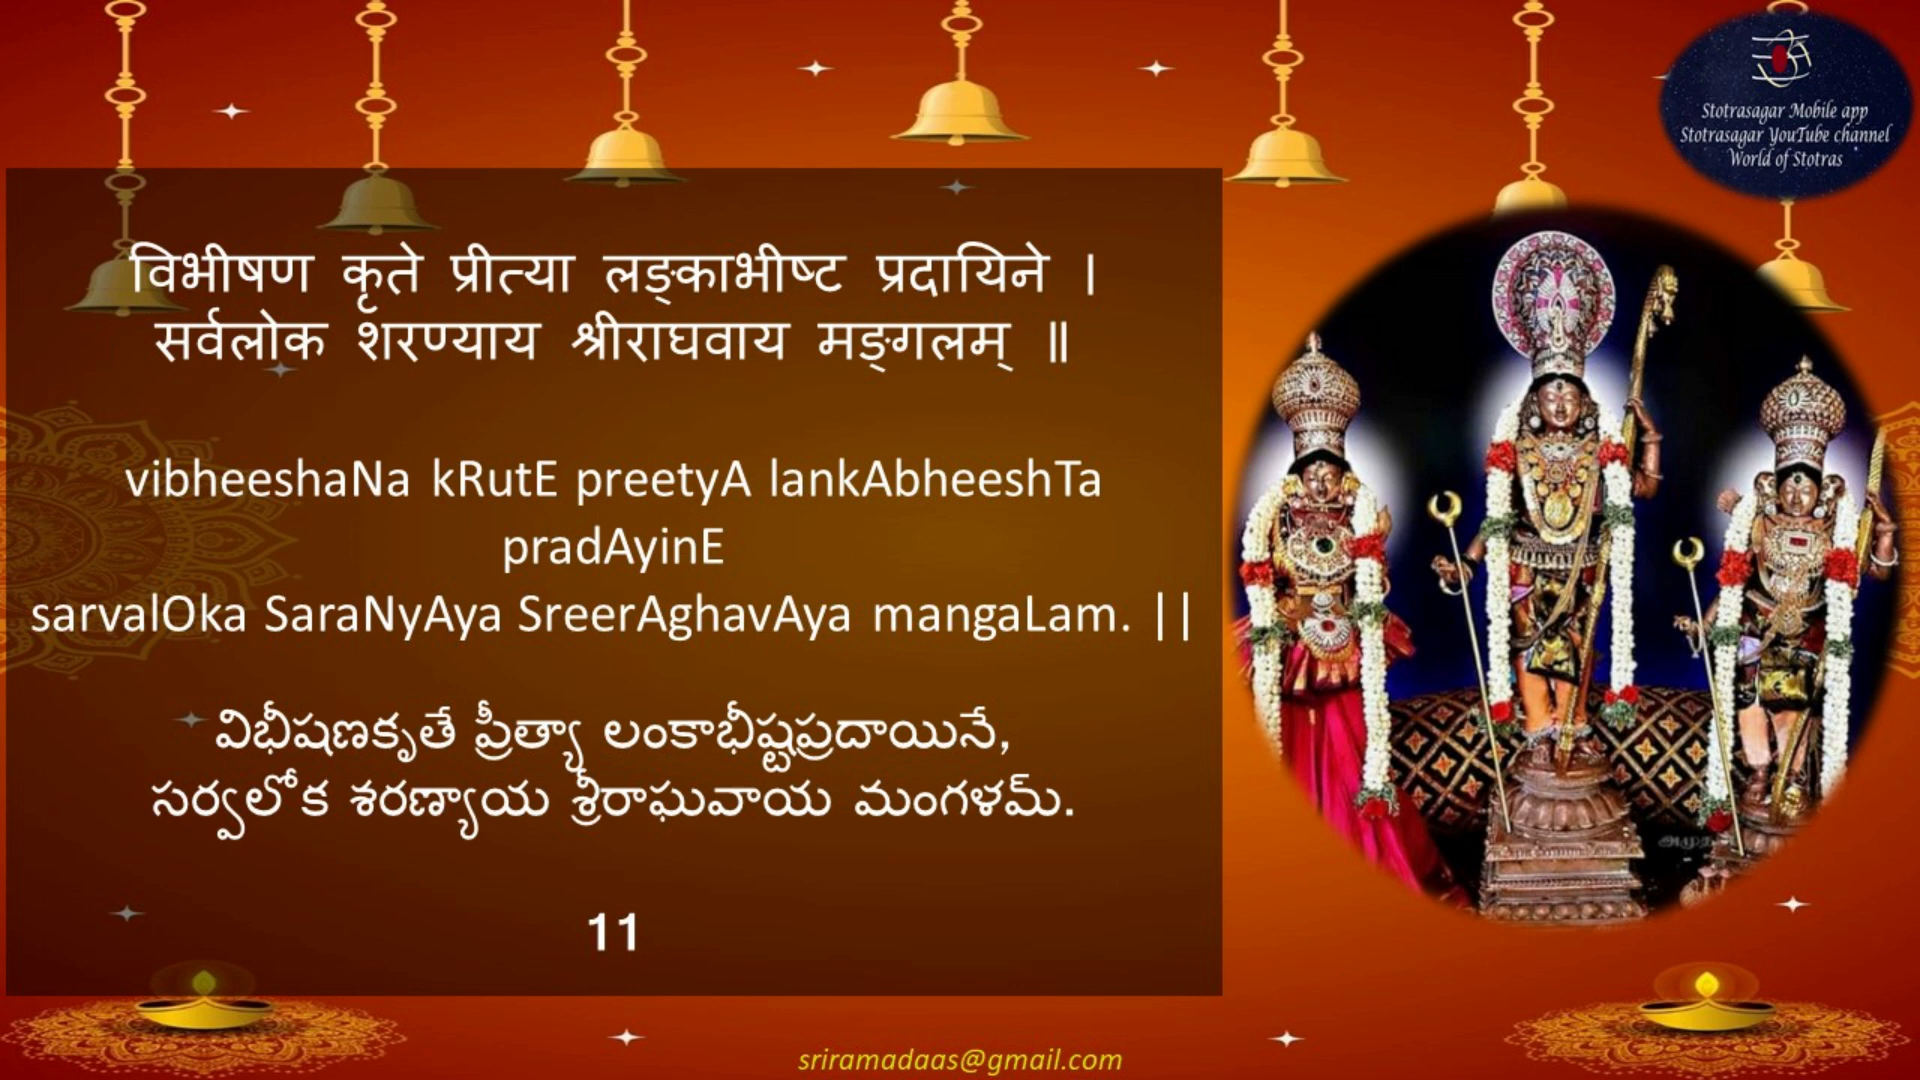 Stotrasagar Mobile app
Stotrasagar YouTube channel
World of Stotras
विभीषण कृते प्रीत्या लङ्काभीष्ट प्रदायिने ।
सर्वलोक शरण्याय श्रीराघवाय मङ्गलम् ॥
vibheeshaNa kRutE preetyA lankAbheeshTa
pradAyinE
sarvalOka SaraNyAya SreerAghavAya mangaLam. ||
విభీషణకృతే ప్రీత్యా లంకాభీష్టప్రదాయినే,
సర్వలోక శరణ్యాయ శ్రీరాఘవాయ మంగళమ్.
11
sriramadaas@gmail.com